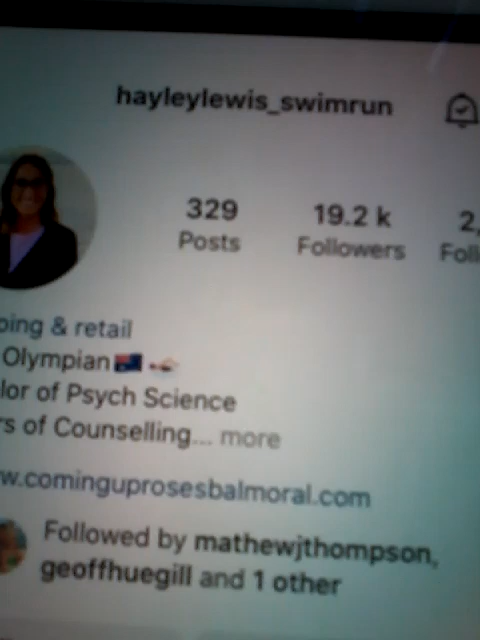 hayleylewis_swimrun
329
19.2 k
2,
Posts
Followers
Foll
ping & retail
Olympian
lor of Psych Science
rs of Counselling... more
w.cominguprosesbalmoral.com
Followed by mathewjthompson,
geoffhuegill and 1 other